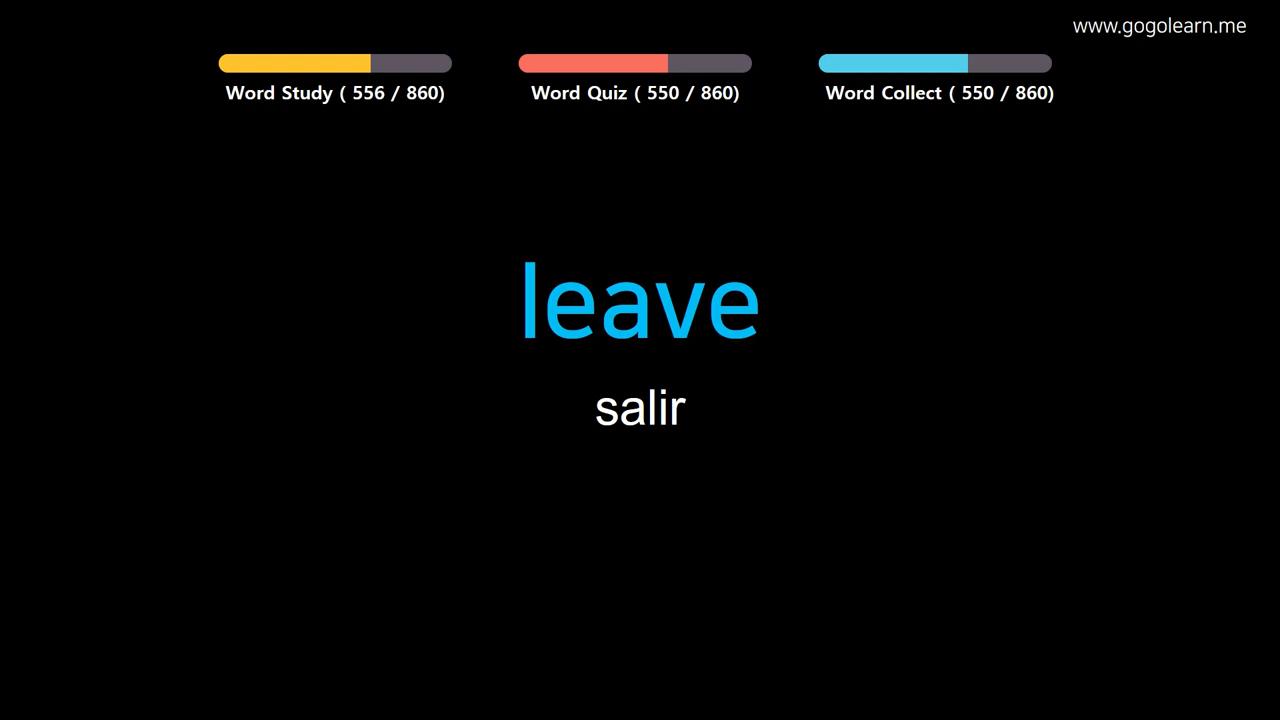 www.gogolearn.me
Word Study ( 556 / 860)
Word Quiz ( 550 / 860)
Word Collect ( 550 / 860)
leave
salir